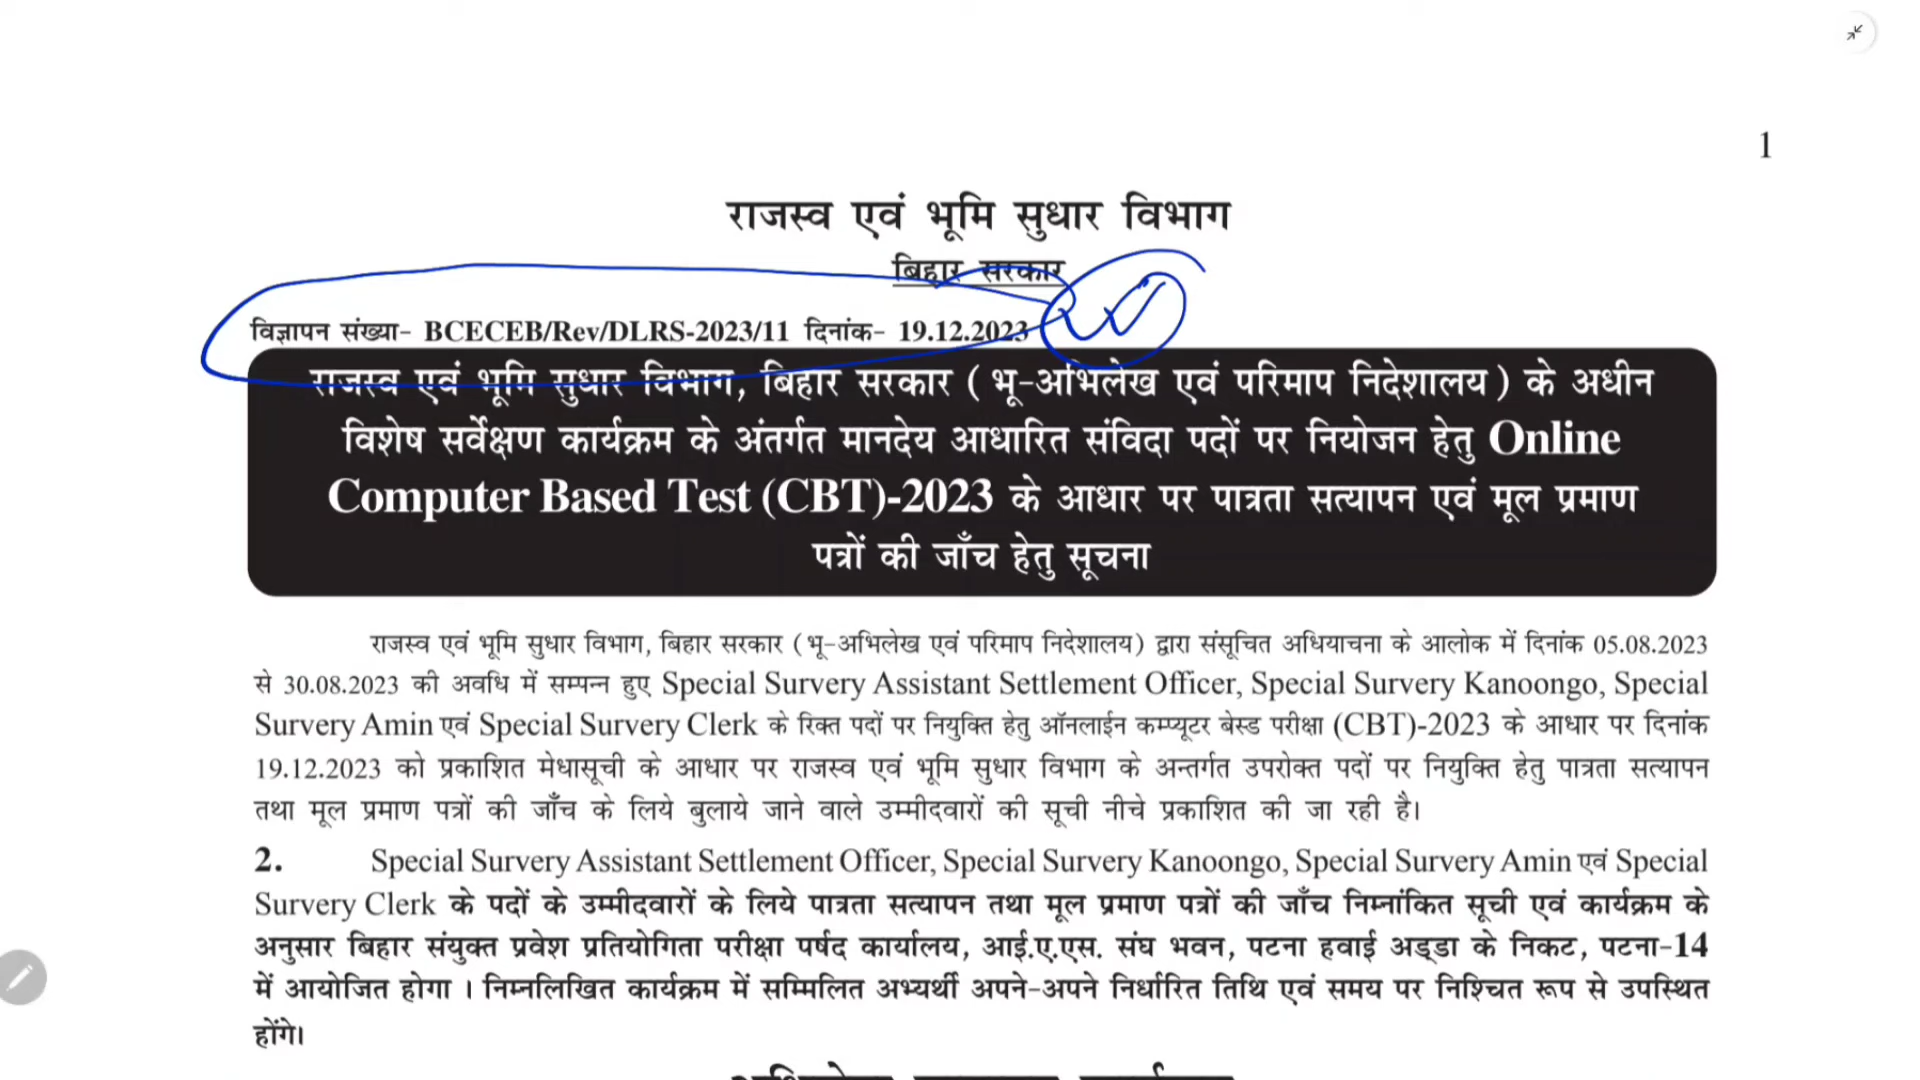 1
राजस्व एवं भूमि सुधार विभाग
बिहार सरकार
विज्ञापन संख्या- BCECEB/Rev/DLRS-2023/11 दिनांक- 19.12.2023
राजस्व एवं भूमि सुधार विभाग, बिहार सरकार (भू-अभिलेख एवं परिमाप निदेशालय) के अधीन
विशेष सर्वेक्षण कार्यक्रम के अंतर्गत मानदेय आधारित संविदा पदों पर नियोजन हेतु Online
Computer Based Test (CBT)-2023 के आधार पर पात्रता सत्यापन एवं मूल प्रमाण
पत्रों की जाँच हेतु सूचना
राजस्व एवं भूमि सुधार विभाग, बिहार सरकार (भू-अभिलेख एवं परिमाप निदेशालय) द्वारा संसूचित अधियाचना के आलोक में दिनांक 05.08.2023
से 30.08.2023 की अवधि में सम्पन्न हुए Special Survery Assistant Settlement Officer, Special Survery Kanoongo, Special
Survery Amin एवं Special Survery Clerk के रिक्त पदों पर नियुक्ति हेतु ऑनलाईन कम्प्यूटर बेस्ड परीक्षा (CBT)-2023 के आधार पर दिनांक
19.12.2023 को प्रकाशित मेधासूची के आधार पर राजस्व एवं भूमि सुधार विभाग के अन्तर्गत उपरोक्त पदों पर नियुक्ति हेतु पात्रता सत्यापन
तथा मूल प्रमाण पत्रों की जाँच के लिये बुलाये जाने वाले उम्मीदवारों की सूची नीचे प्रकाशित की जा रही है।
2. Special Survery Assistant Settlement Officer, Special Survery Kanoongo, Special Survery Amin एवं Special
Survery Clerk के पदों के उम्मीदवारों के लिये पात्रता सत्यापन तथा मूल प्रमाण पत्रों की जाँच निम्नांकित सूची एवं कार्यक्रम के
अनुसार बिहार संयुक्त प्रवेश प्रतियोगिता परीक्षा पर्षद कार्यालय, आई.ए.एस. संघ भवन, पटना हवाई अड्डा के निकट, पटना-14
में आयोजित होगा । निम्नलिखित कार्यक्रम में सम्मिलित अभ्यर्थी अपने-अपने निर्धारित तिथि एवं समय पर निश्चित रूप से उपस्थित
होंगे।